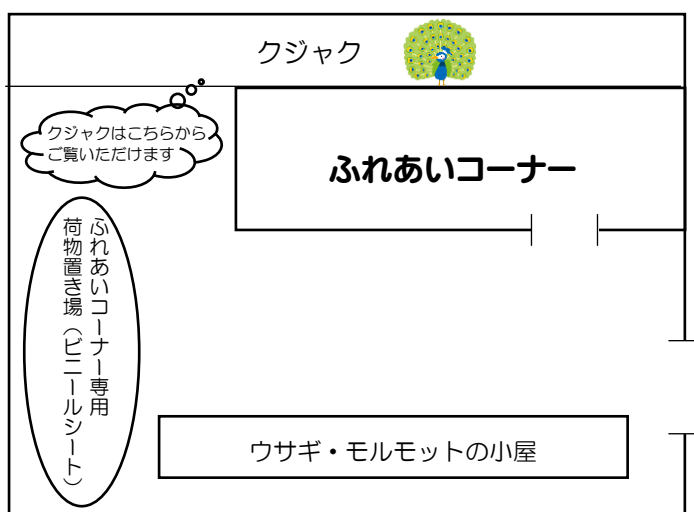 クジャク
クジャクはこちらから
ご覧いただけます
ふれあいコーナー
ふれあいコーナー専用
荷物置き場（ビニールシート）
ウサギ・モルモットの小屋